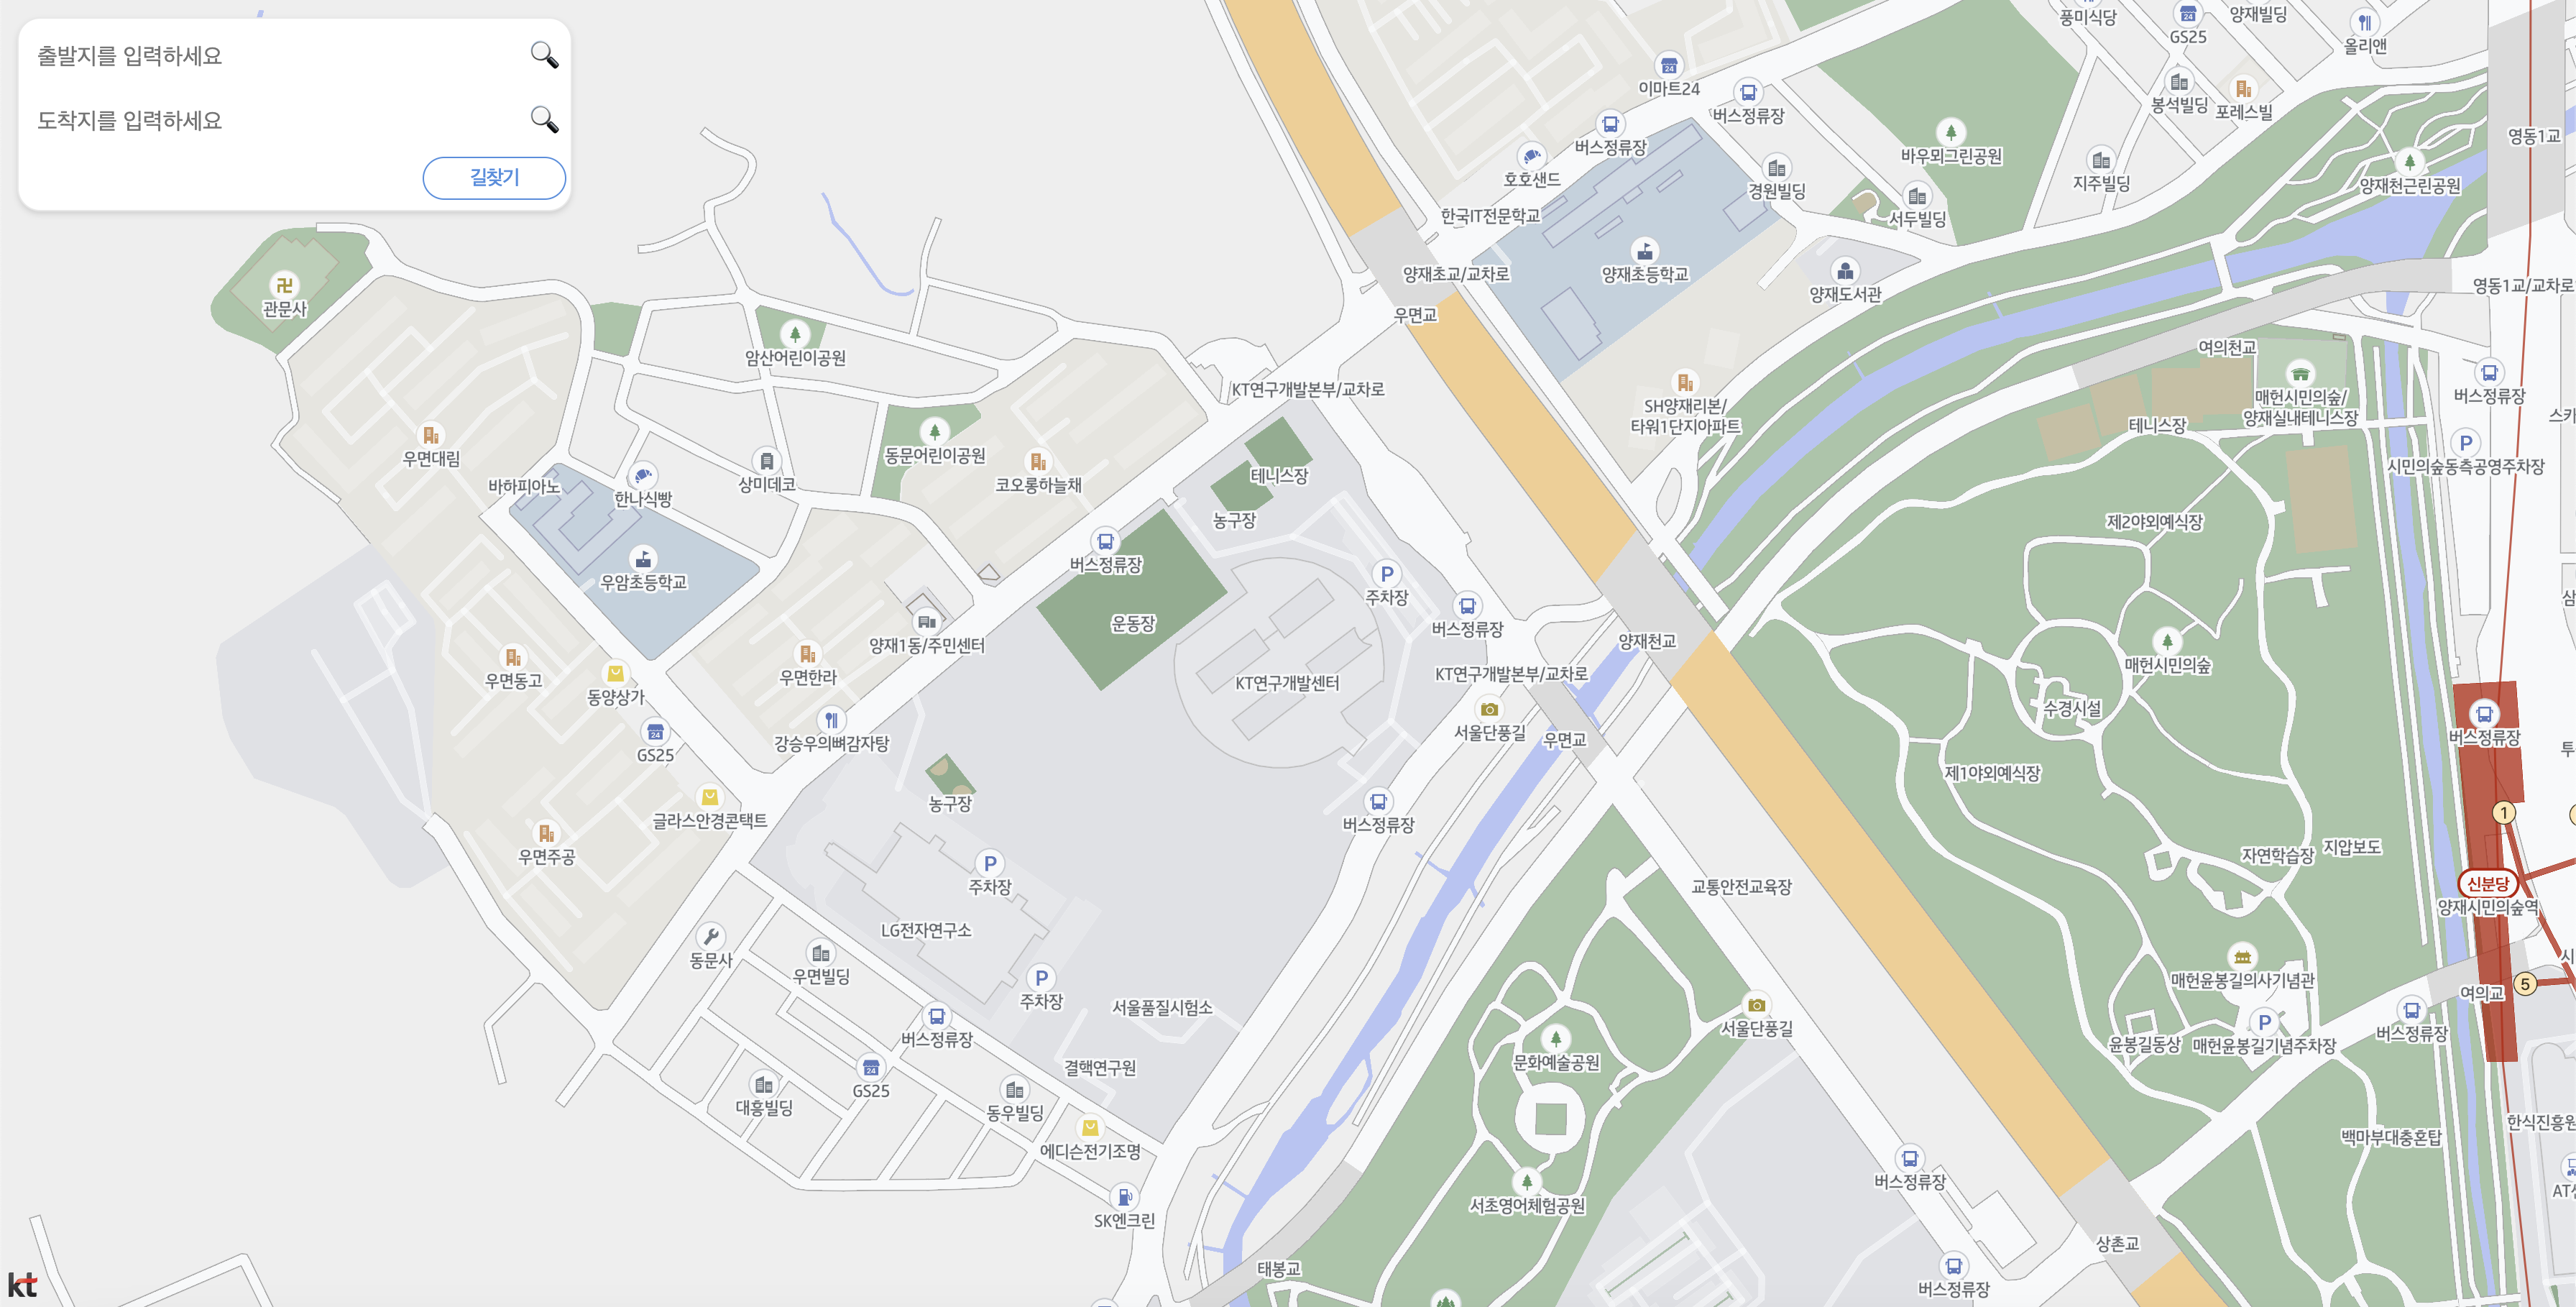 출발지를 입력하세요
도착지를 입력하세요
길찾기
풍미식당
24
GS25
양재빌딩
올리앤
24
이마트24
버스정류장
버스정류장
호호샌드
봉석빌딩
포레스빌
영동1교
바우뫼그린공원
지주빌딩
양재천근린공원
경원빌딩
서두빌딩
한국IT전문학교
양재초교/교차로
양재초등학교
양재도서관
우면교
영동1교/교차로
관문사
암산어린이공원
KT연구개발본부/교차로
SH양재리본/
타워1단지아파트
여의천교
매헌시민의숲/
양재실내테니스장
테니스장
버스정류장
스카
P
시민의숲동측공영주차장
우면대림
동문어린이공원
코오롱하늘채
테니스장
농구장
바하피아노
한나식빵
상미데코
제2야외예식장
버스정류장
우암초등학교
운동장
P
주차장
버스정류장
양재1동/주민센터
양재천교
매헌시민의숲
삼
우면동고
동양상가
우면한라
KT연구개발센터
KT연구개발본부/교차로
수경시설
서울단풍길
우면교
24
GS25
강승우의뼈감자탕
버스정류장
투
제1야외예식장
글라스안경콘택트
농구장
버스정류장
1
우면주공
P
주차장
자연학습장
지압보도
교통안전교육장
신분당
양재시민의숲역
LG전자연구소
동문사
우면빌딩
P
주차장
매헌윤봉길의사기념관
시
여의교
5
서울품질시험소
버스정류장
서울단풍길
윤봉길동상
P
매헌윤봉길기념주차장
버스정류장
문화예술공원
결핵연구원
24
GS25
대흥빌딩
동우빌딩
한식진흥원
백마부대충혼탑
에디슨전기조명
버스정류장
서초영어체험공원
AT
SK엔크린
상촌교
태봉교
버스정류장
kt